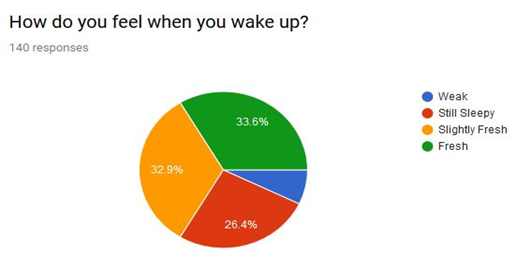 How do you feel when you wake up?
140 responses
33.6%
32.9%
26.4%
Weak
Still Sleepy
Slightly Fresh
Fresh